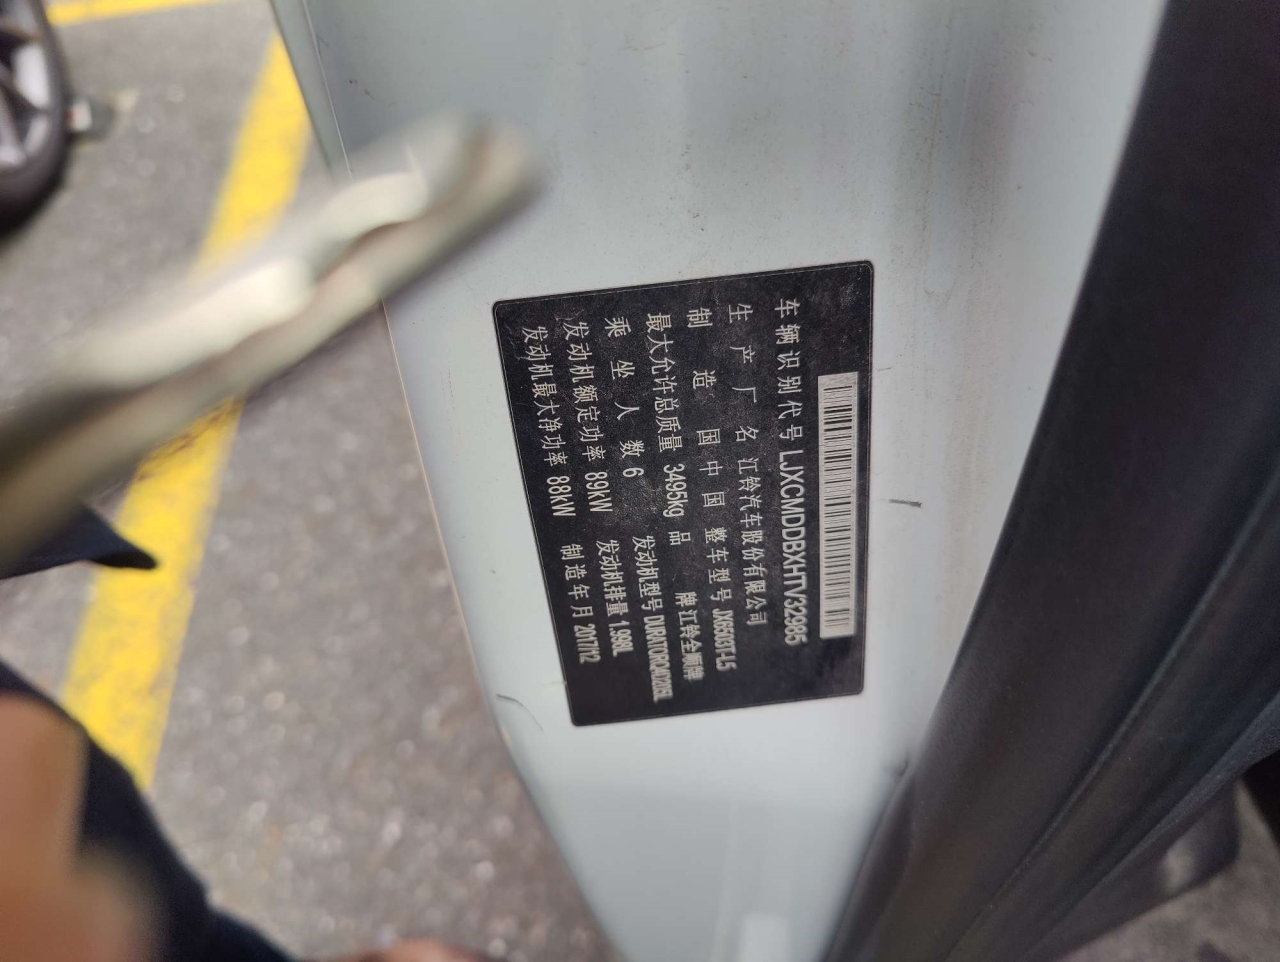 车辆识别代号 LJXCMDDBXHTV32985
生产厂名 江铃汽车股份有限公司
制造国 中国 整车型号 JX6503T-L5
最大允许总质量 3495kg 品牌 江铃全顺牌
乘坐人数 6 发动机型号 DURATORQ4D205L
发动机额定功率 89kW 发动机排量 1.998L
发动机最大净功率 88kW 制造年月 2017/12